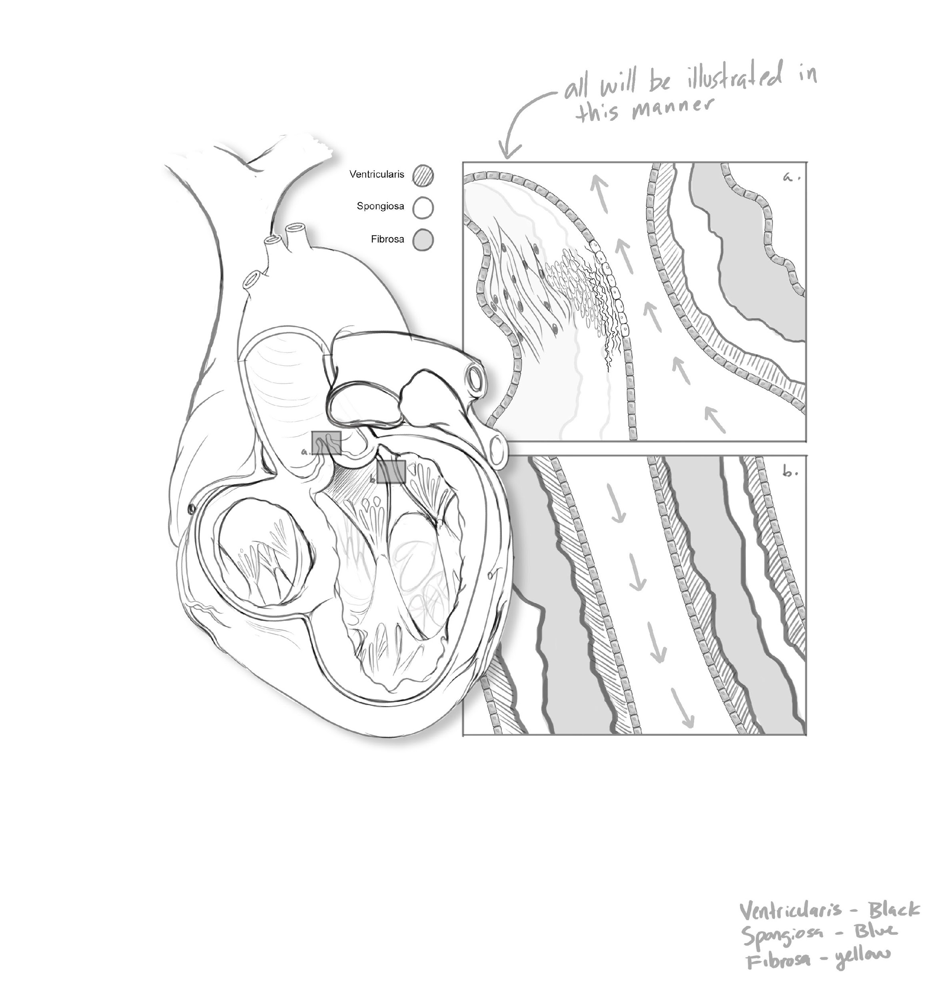 all will be illustrated in
this manner
Ventricularis
Spongiosa
Fibrosa
a.
a.
b
b.
Ventricularis - Black
Spongiosa - Blue
Fibrosa - yellow